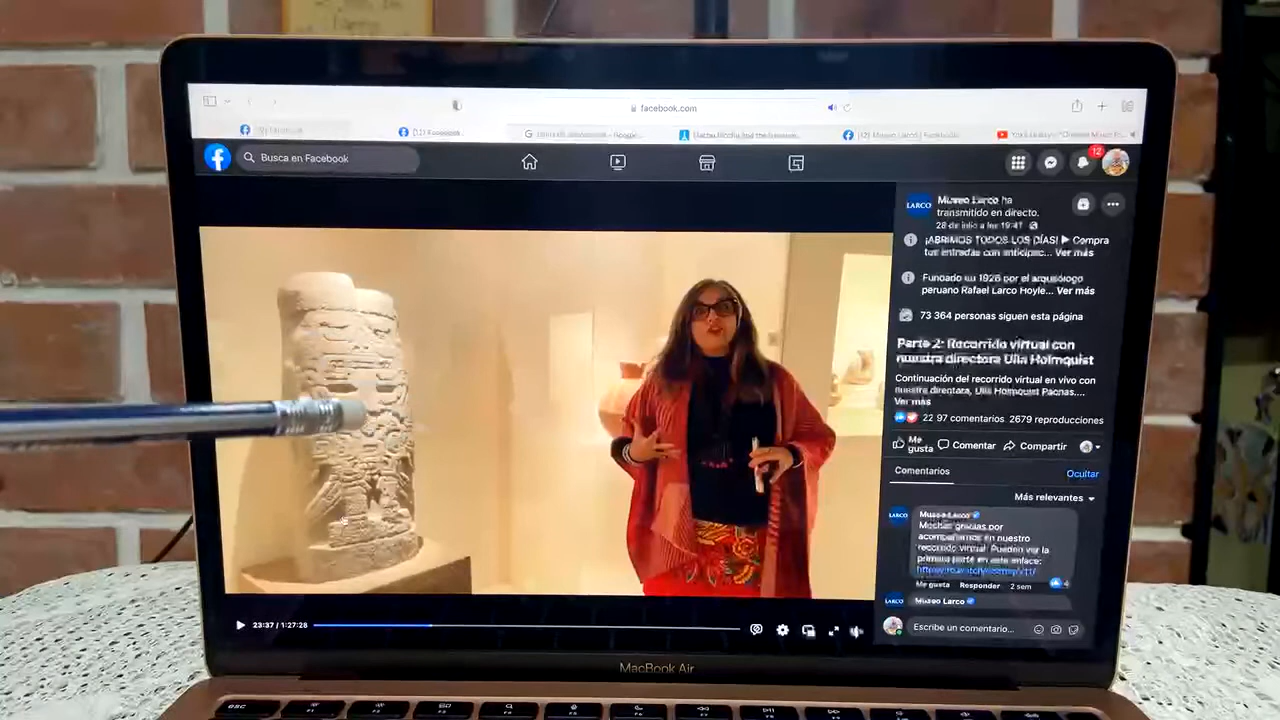 facebook.com
Busca en Facebook
12
LARCO
Museo Larco ha
transmitido en directo.
28 de julio a las 19:41
¡ABRIMOS TODOS LOS DÍAS! ▶ Compra
tus entradas con anticipac... Ver más
Fundado en 1926 por el arqueólogo
peruano Rafael Larco Hoyle... Ver más
73 364 personas siguen esta página
Parte 2: Recorrido virtual con
nuestra directora Ulla Holmquist
Continuación del recorrido virtual en vivo con
nuestra directora, Ulla Holmquist Pachas....
Ver más
22 97 comentarios 2679 reproducciones
Me gusta Comentar Compartir
Comentarios
Ocultar
Más relevantes
LARCO
Museo Larco
Muchas gracias por
acompañarnos en nuestro
recorrido virtual. Pueden ver la
primera parte en este enlace:
Me gusta Responder 2 sem
4
LARCO
Museo Larco
Escribe un comentario...
23:37 / 1:27:28
MacBook Air
esc